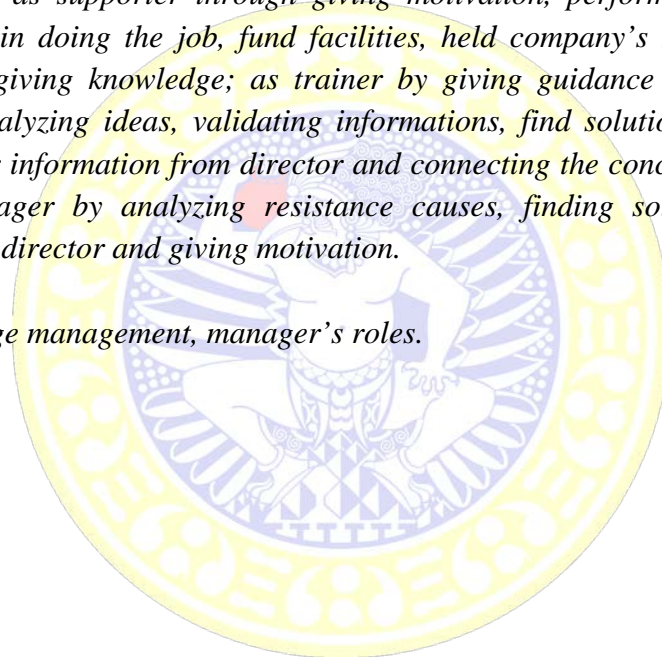 as supporter through giving motivation, perform
in doing the job, fund facilities, held company's
giving knowledge; as trainer by giving guidance
alyzing ideas, validating informations, find solutio
information from director and connecting the conc
ager by analyzing resistance causes, finding so
director and giving motivation.
ge management, manager's roles.